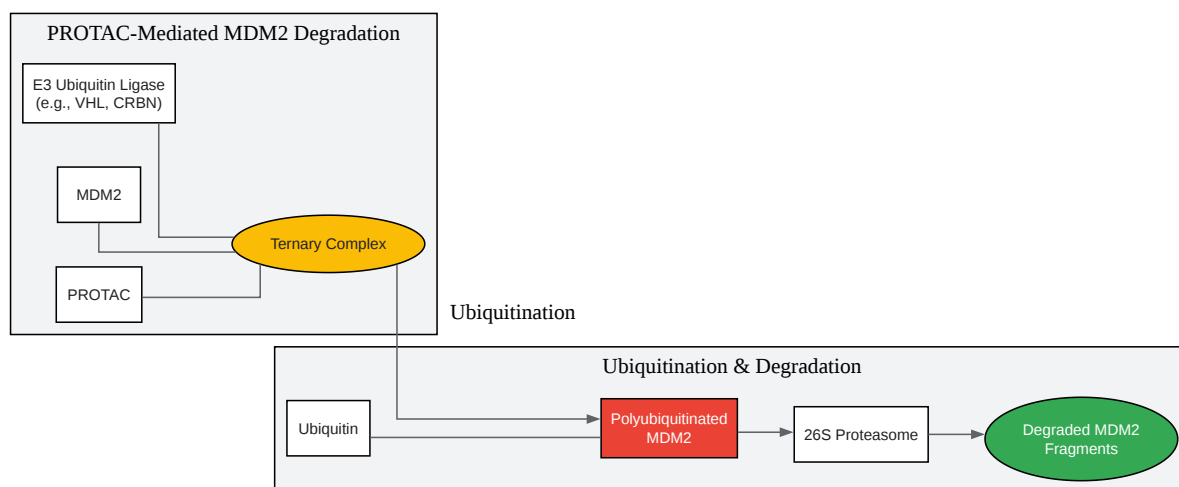 PROTAC-Mediated MDM2 Degradation
E3 Ubiquitin Ligase
(e.g., VHL, CRBN)
MDM2
Ternary Complex
PROTAC
Ubiquitination
Ubiquitination & Degradation
Ubiquitin
Polyubiquitinated
MDM2
26S Proteasome
Degraded MDM2
Fragments